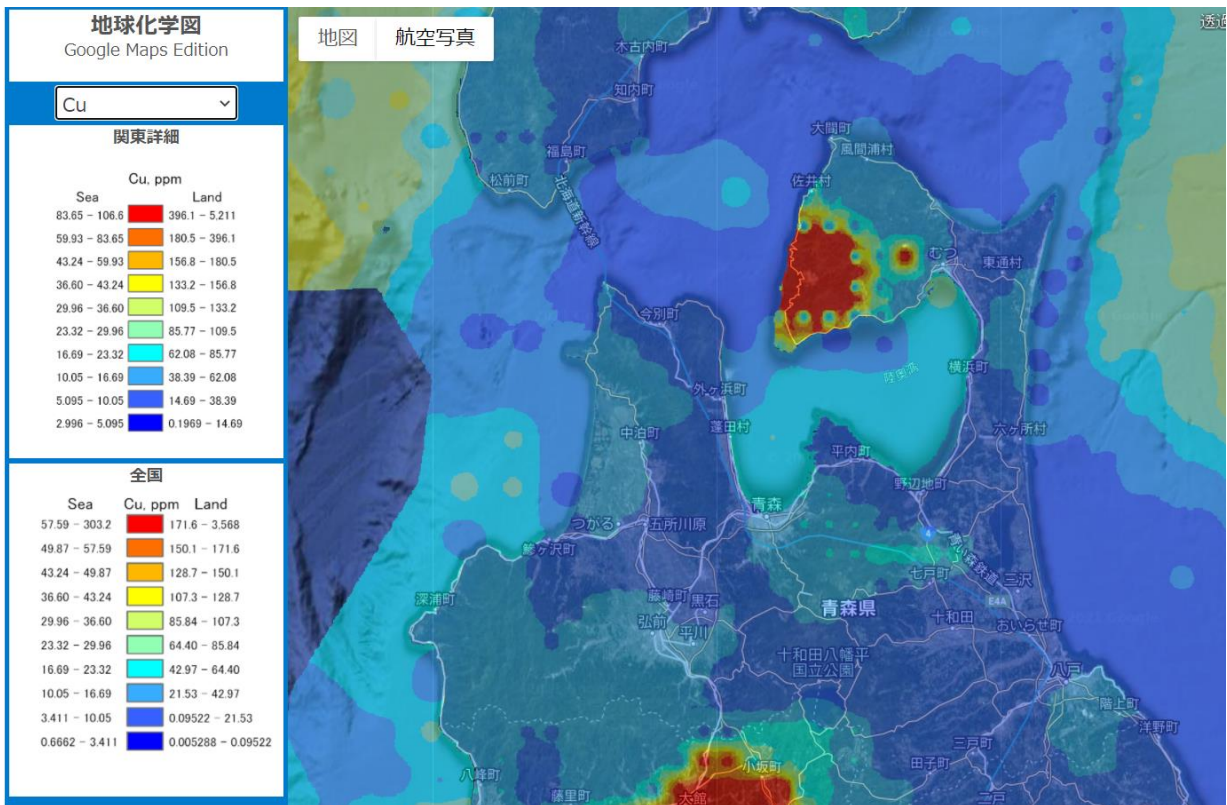 地球化学図
Google Maps Edition
Cu
関東詳細
Cu, ppm
Sea Land
83.65 - 106.6 396.1 - 5.211
59.93 - 83.65 180.5 - 396.1
43.24 - 59.93 156.8 - 180.5
36.60 - 43.24 133.2 - 156.8
29.96 - 36.60 109.5 - 133.2
23.32 - 29.96 85.77 - 109.5
16.69 - 23.32 62.08 - 85.77
10.05 - 16.69 38.39 - 62.08
5.095 - 10.05 14.69 - 38.39
2.996 - 5.095 0.1969 - 14.69
全国
Sea Cu, ppm Land
57.59 - 303.2 171.6 - 3.568
49.87 - 57.59 150.1 - 171.6
43.24 - 49.87 128.7 - 150.1
36.60 - 43.24 107.3 - 128.7
29.96 - 36.60 85.84 - 107.3
23.32 - 29.96 64.40 - 85.84
16.69 - 23.32 42.97 - 64.40
10.05 - 16.69 21.53 - 42.97
3.411 - 10.05 0.09522 - 21.53
0.6662 - 3.411 0.005288 - 0.09522
地図 航空写真
透過
木古内町
知内町
福島町
松前町
北海道新幹線
大間町
風間浦村
佐井村
むつ
東通村
今別町
外ヶ浜町
陸奥湾
横浜町
中泊町
蓬田村
平内町
六ヶ所村
野辺地町
青森
つがる
五所川原
4
青い森鉄道
鰺ヶ沢町
七戸町
三沢
深浦町
藤崎町
黒石
青森県
E4A
弘前
平川
十和田
おいらせ町
十和田八幡平
国立公園
八戸
階上町
洋野町
三戸町
田子町
八峰町
小坂町
藤里町
大館
二戸